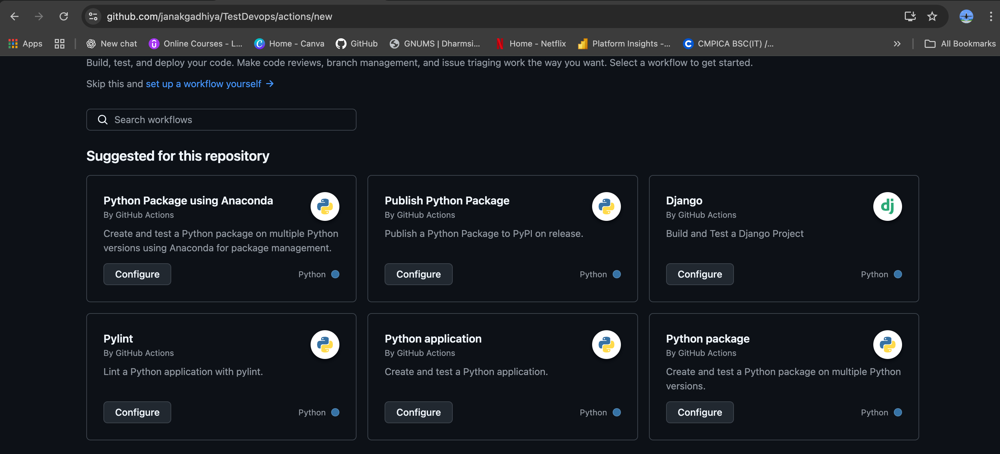 github.com/janakgadhiya/TestDevops/actions/new
Apps
New chat
Online Courses - L...
Home - Canva
GitHub
GNUMS | Dharmsi...
Home - Netflix
Platform Insights -...
CMPICA BSC(IT) /...
All Bookmarks
Build, test, and deploy your code. Make code reviews, branch management, and issue triaging work the way you want. Select a workflow to get started.
Skip this and set up a workflow yourself →
Search workflows
Suggested for this repository
Python Package using Anaconda
By GitHub Actions
Create and test a Python package on multiple Python
versions using Anaconda for package management.
Configure
Python
Publish Python Package
By GitHub Actions
Publish a Python Package to PyPI on release.
Configure
Python
Django
dj
By GitHub Actions
Build and Test a Django Project
Configure
Python
Pylint
By GitHub Actions
Lint a Python application with pylint.
Configure
Python
Python application
By GitHub Actions
Create and test a Python application.
Configure
Python
Python package
By GitHub Actions
Create and test a Python package on multiple Python
versions.
Configure
Python